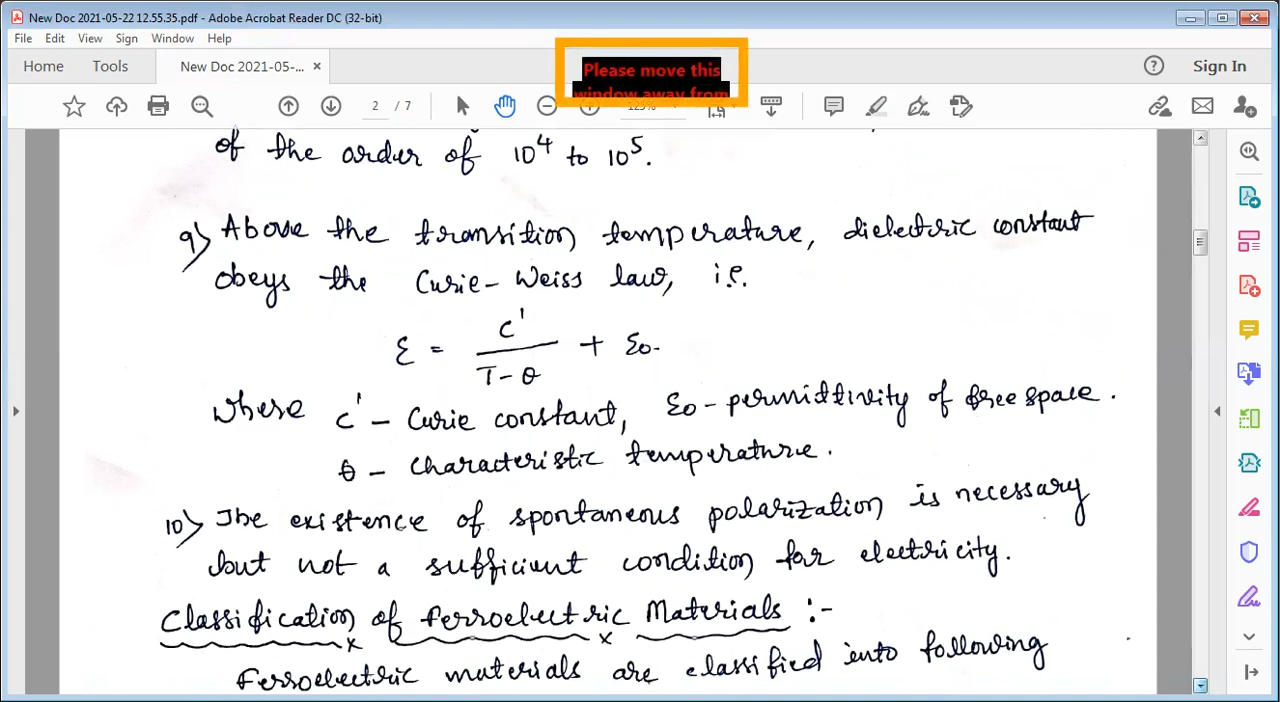 New Doc 2021-05-22 12.55.35.pdf - Adobe Acrobat Reader DC (32-bit)
File Edit View Sign Window Help
Home Tools New Doc 2021-05-... × Sign In
Please move this
window away from
2 / 7 125%
of the order of 10⁴ to 10⁵.
9) Above the transition temperature, dielectric constant
obeys the Curie-Weiss law, i.e.
ε = C' / T-θ + ε0.
where C' - Curie constant, ε0 - permittivity of free space.
θ - characteristic temperature.
10) The existence of spontaneous polarization is necessary
but not a sufficient condition for electricity.
Classification of Ferroelectric Materials :-
Ferroelectric materials are classified into following